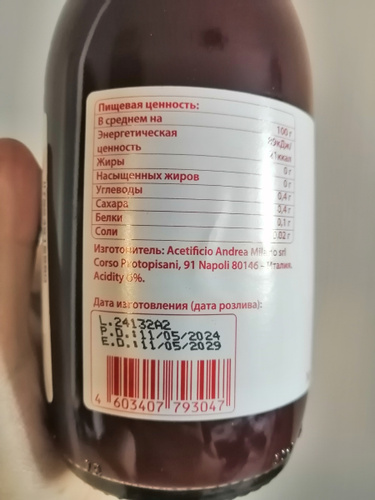 Пищевая ценность:
В среднем на 100 г
Энергетическая
ценность
Жиры 0 г
Насыщенных жиров 0 г
Углеводы 0,4 г
Сахара 0,4 г
Белки 0,1 г
Соли 0.02 г
Изготовитель: Acetificio Andrea srl
Corso Protopisani, 91 Napoli 80146 – Италия.
Acidity 6%.
Дата изготовления (дата розлива):
L.24132A2
P.D.:11/05/2024
E.D.:11/05/2029
4 603407 793047